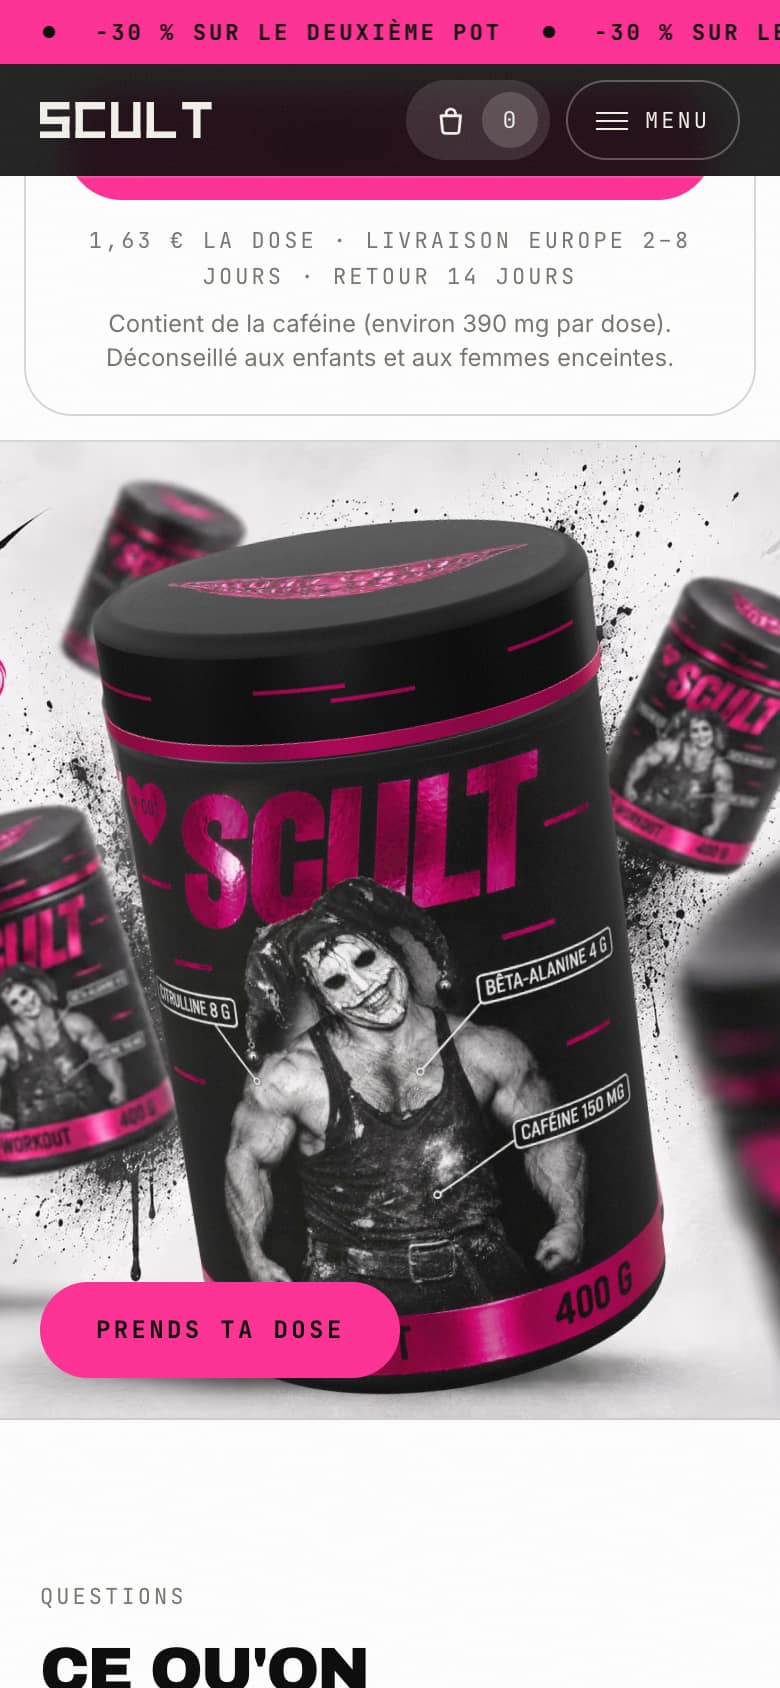 -30 % SUR LE DEUXIÈME POT
-30 % SUR LE
SCULT
0
MENU
1,63 € LA DOSE · LIVRAISON EUROPE 2–8
JOURS · RETOUR 14 JOURS
Contient de la caféine (environ 390 mg par dose).
Déconseillé aux enfants et aux femmes enceintes.
SCULT
SCULT
CITRULLINE 8 G
BÊTA-ALANINE 4 G
CAFÉINE 150 MG
400 G
WORKOUT
400 G
WORKOUT
400 G
PRENDS TA DOSE
QUESTIONS
CE QU'ON